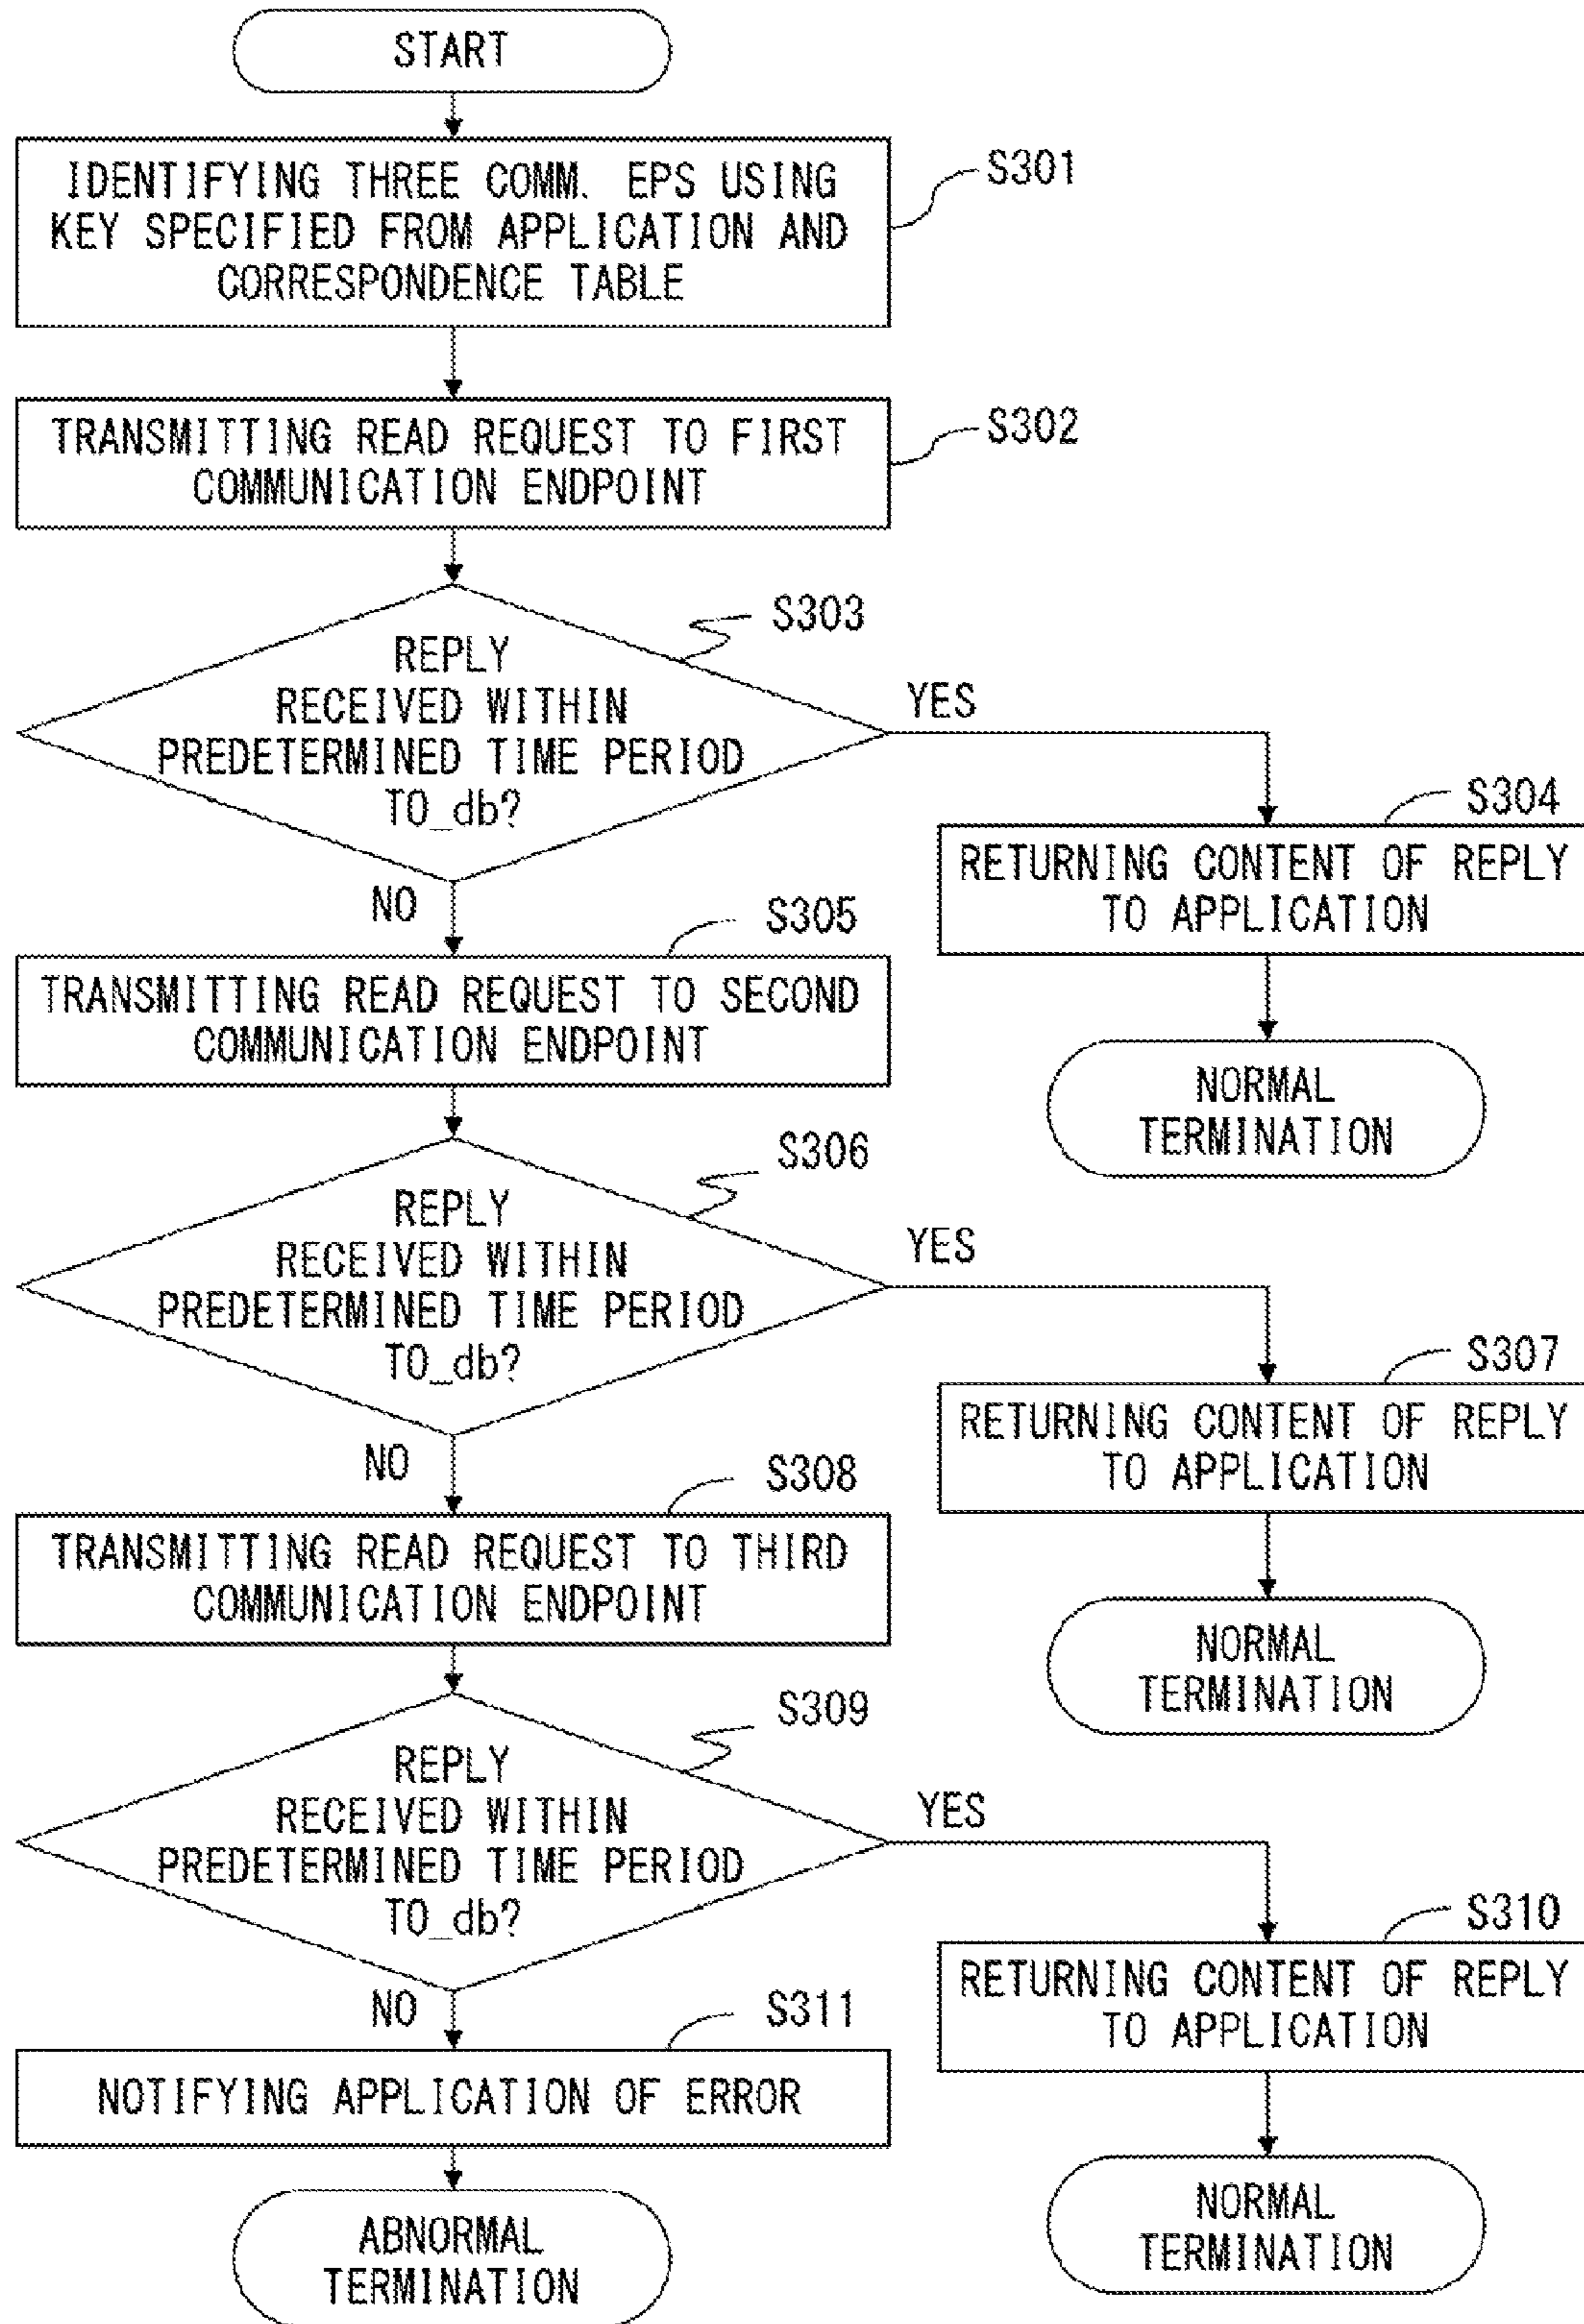 START
IDENTIFYING THREE COMM. EPS USING
KEY SPECIFIED FROM APPLICATION AND
CORRESPONDENCE TABLE
S301
TRANSMITTING READ REQUEST TO FIRST
COMMUNICATION ENDPOINT
S302
REPLY
RECEIVED WITHIN
PREDETERMINED TIME PERIOD
TO_db?
S303
YES
NO
S304
RETURNING CONTENT OF REPLY
TO APPLICATION
NORMAL
TERMINATION
S305
TRANSMITTING READ REQUEST TO SECOND
COMMUNICATION ENDPOINT
REPLY
RECEIVED WITHIN
PREDETERMINED TIME PERIOD
TO_db?
S306
YES
NO
S307
RETURNING CONTENT OF REPLY
TO APPLICATION
NORMAL
TERMINATION
S308
TRANSMITTING READ REQUEST TO THIRD
COMMUNICATION ENDPOINT
REPLY
RECEIVED WITHIN
PREDETERMINED TIME PERIOD
TO_db?
S309
YES
NO
S310
RETURNING CONTENT OF REPLY
TO APPLICATION
NORMAL
TERMINATION
S311
NOTIFYING APPLICATION OF ERROR
ABNORMAL
TERMINATION